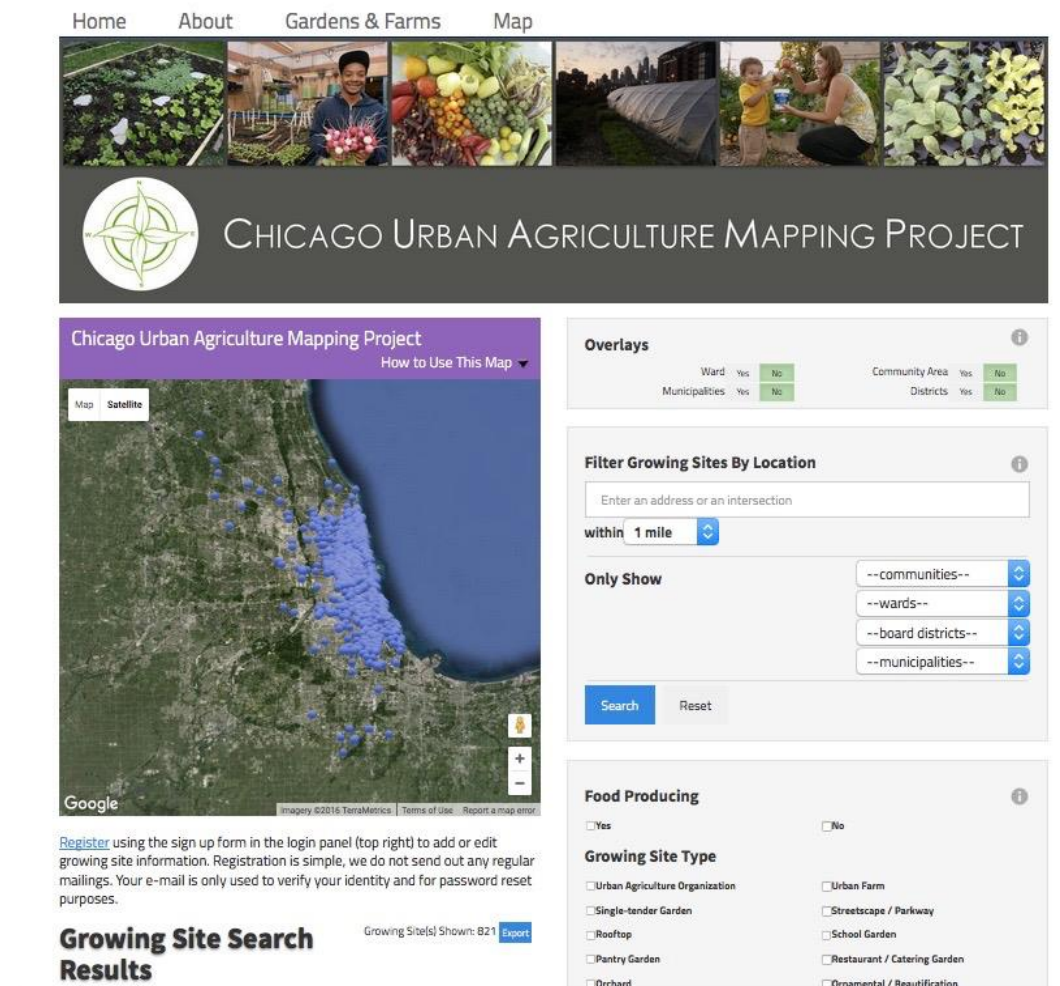 Home About Gardens & Farms Map
N
W E
S
CHICAGO URBAN AGRICULTURE MAPPING PROJECT
Chicago Urban Agriculture Mapping Project
How to Use This Map
Map Satellite
Google
Imagery ©2016 TerraMetrics Terms of Use Report a map error
Register using the sign up form in the login panel (top right) to add or edit
growing site information. Registration is simple, we do not send out any regular
mailings. Your e-mail is only used to verify your identity and for password reset
purposes.
Growing Site Search
Results
Growing Site(s) Shown: 821 Export
Overlays
Ward Yes No Community Area Yes No
Municipalities Yes No Districts Yes No
Filter Growing Sites By Location
Enter an address or an intersection
within 1 mile
Only Show
--communities--
--wards--
--board districts--
--municipalities--
Search Reset
Food Producing
Yes No
Growing Site Type
Urban Agriculture Organization Urban Farm
Single-tender Garden Streetscape / Parkway
Rooftop School Garden
Pantry Garden Restaurant / Catering Garden
Orchard Ornamental / Beautification